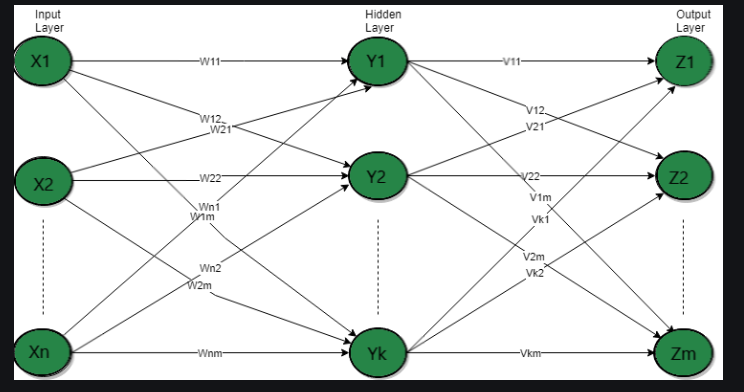 Input
Layer
Hidden
Layer
Output
Layer
X1
W11
Y1
V11
Z1
W12
W21
V12
V21
X2
W22
Y2
V22
Z2
Wn1
W1m
V1m
Vk1
Wn2
W2m
V2m
Vk2
Xn
Wnm
Yk
Vkm
Zm